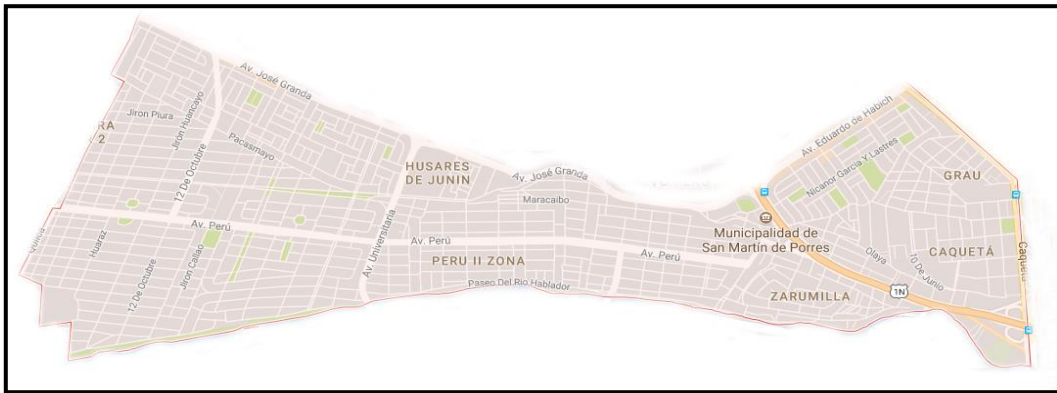 Av. José Granda
Jiron Piura
RA
2
Jiron Huancayo
Pacasmayo
12 De Octubre
HUSARES
DE JUNIN
Av. José Granda
Maracaibo
Av. Eduardo de Habich
Nicanor Garcia Y Lastres
GRAU
Av. Perú
Av. Universitaria
Av. Perú
Av. Perú
Municipalidad de
San Martín de Porres
Huaraz
Jiron Callao
12 De Octubre
PERU II ZONA
Paseo Del Rio Hablador
Olaya
10 De Junio
CAQUETÁ
Caquetá
ZARUMILLA
1N